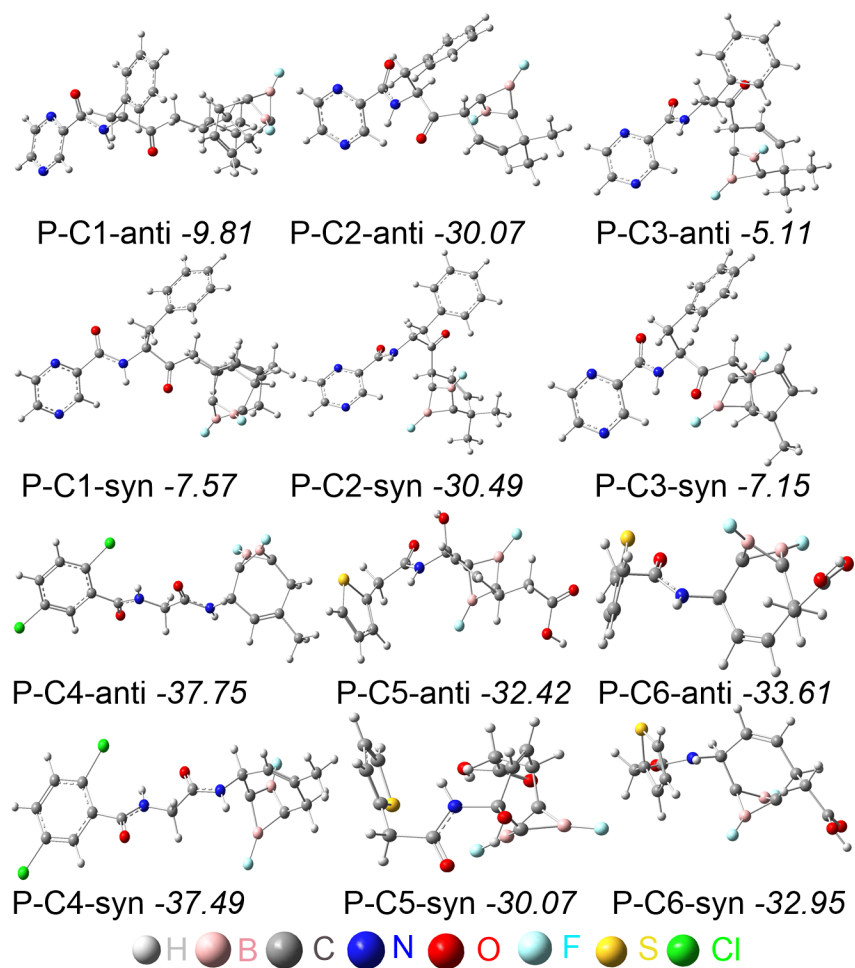 P-C1-anti -9.81 P-C2-anti -30.07 P-C3-anti -5.11
P-C1-syn -7.57 P-C2-syn -30.49 P-C3-syn -7.15
P-C4-anti -37.75 P-C5-anti -32.42 P-C6-anti -33.61
P-C4-syn -37.49 P-C5-syn -30.07 P-C6-syn -32.95
H B C N O F S Cl